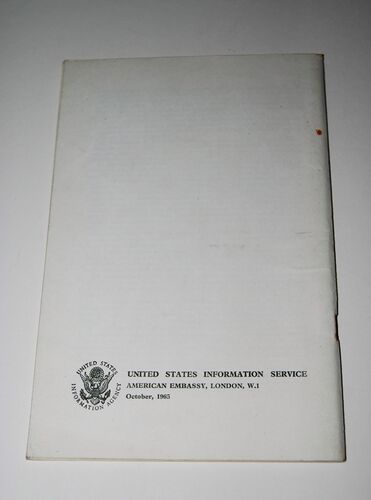 UNITED STATES
INFORMATION AGENCY
UNITED STATES INFORMATION SERVICE
AMERICAN EMBASSY, LONDON, W.1
October, 1965